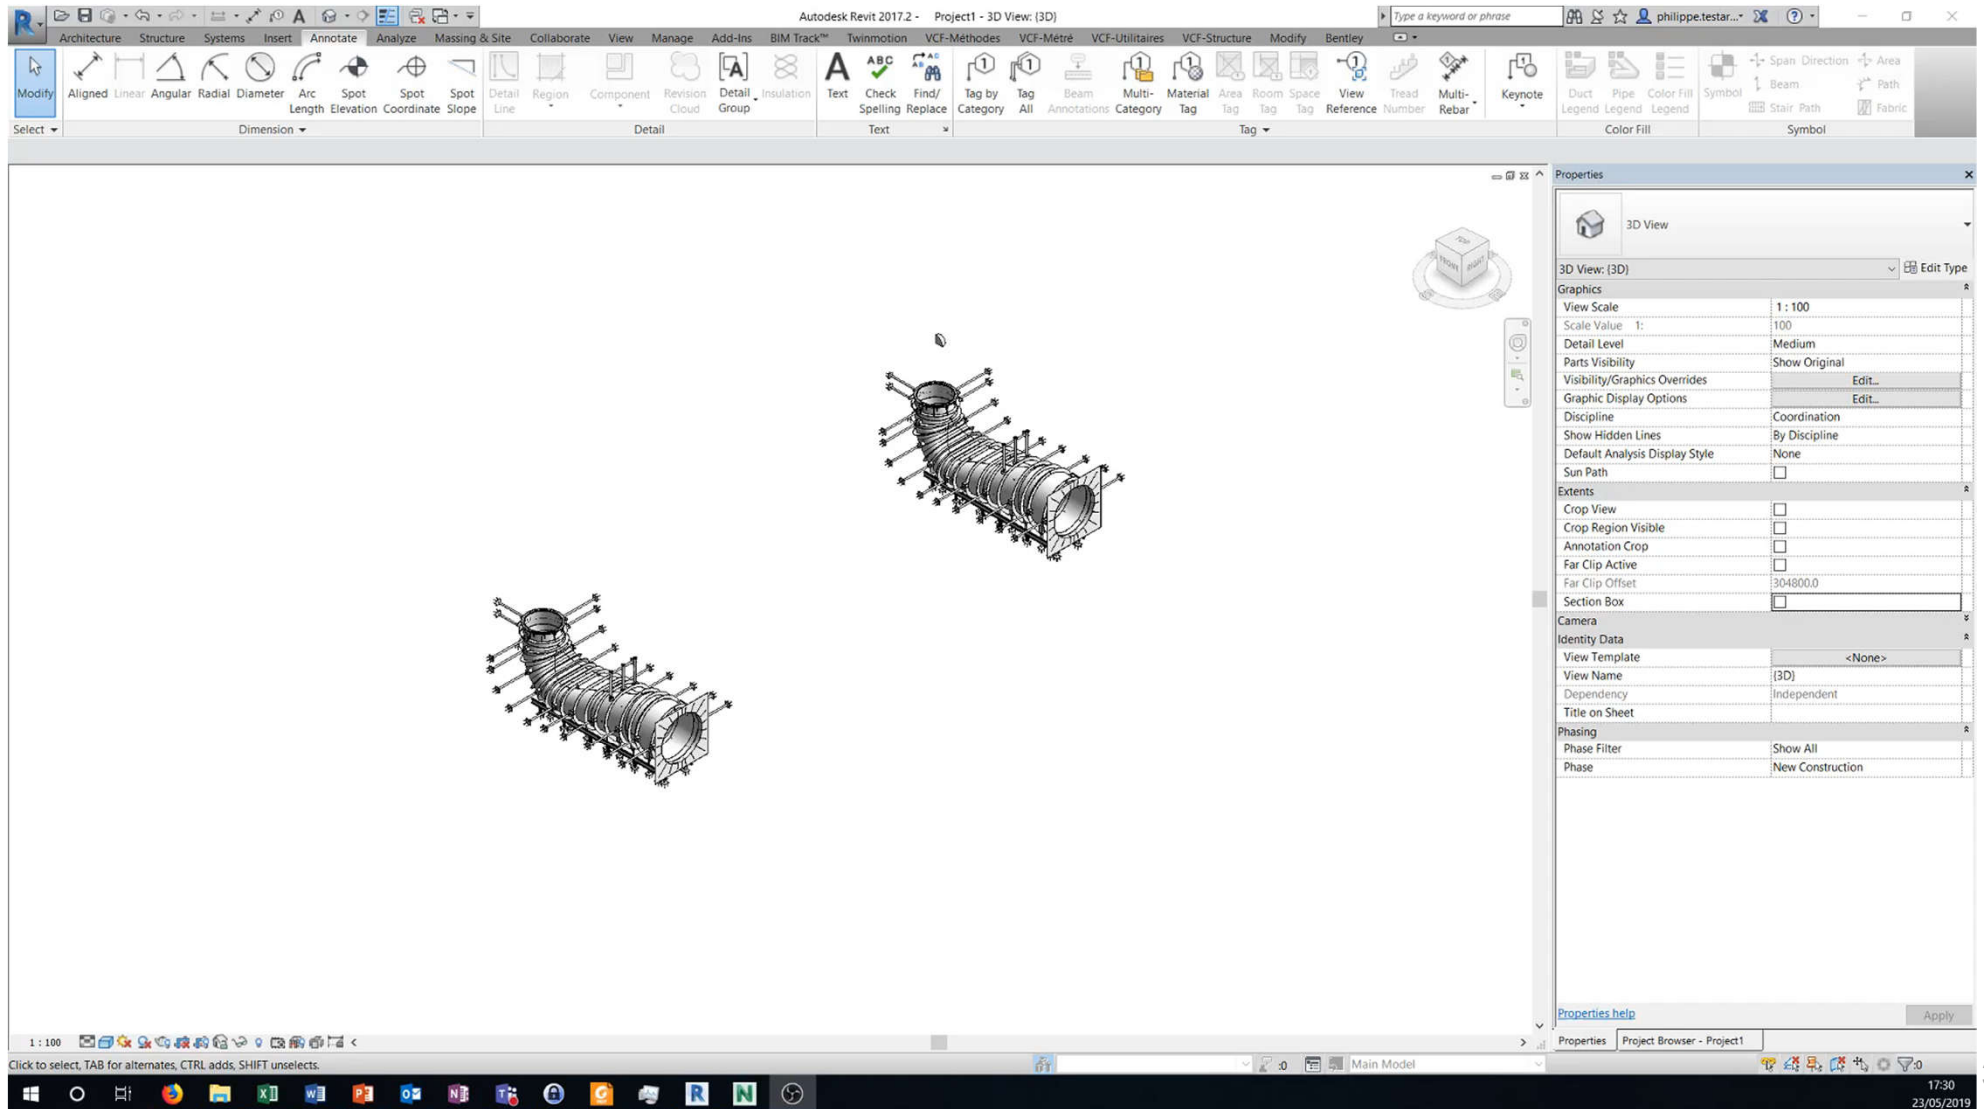 Autodesk Revit 2017.2 - Project1 - 3D View: {3D}
Type a keyword or phrase
philippe.testar...
Architecture Structure Systems Insert Annotate Analyze Massing & Site Collaborate View Manage Add-Ins BIM Track™ Twinmotion VCF-Méthodes VCF-Métré VCF-Utilitaires VCF-Structure Modify Bentley
Modify
Aligned Linear Angular Radial Diameter Arc Length Spot Elevation Spot Coordinate Spot Slope
Detail Line Region Component Revision Cloud Detail Group Insulation
Text Check Spelling Find/ Replace
Tag by Category Tag All Beam Annotations Multi- Category Material Tag Area Tag Room Tag Space Tag View Reference Tread Number Multi- Rebar Keynote
Duct Legend Pipe Legend Color Fill Legend
Symbol Span Direction Beam Stair Path Area Path Fabric
Select Dimension Detail Text Tag Color Fill Symbol
TOP
FRONT RIGHT
Properties
3D View
3D View: {3D} Edit Type
Graphics
View Scale 1 : 100
Scale Value 1: 100
Detail Level Medium
Parts Visibility Show Original
Visibility/Graphics Overrides Edit...
Graphic Display Options Edit...
Discipline Coordination
Show Hidden Lines By Discipline
Default Analysis Display Style None
Sun Path
Extents
Crop View
Crop Region Visible
Annotation Crop
Far Clip Active
Far Clip Offset 304800.0
Section Box
Camera
Identity Data
View Template <None>
View Name {3D}
Dependency Independent
Title on Sheet
Phasing
Phase Filter Show All
Phase New Construction
Properties help Apply
Properties Project Browser - Project1
1 : 100
Click to select, TAB for alternates, CTRL adds, SHIFT unselects.
:0 Main Model :0
17:30
23/05/2019